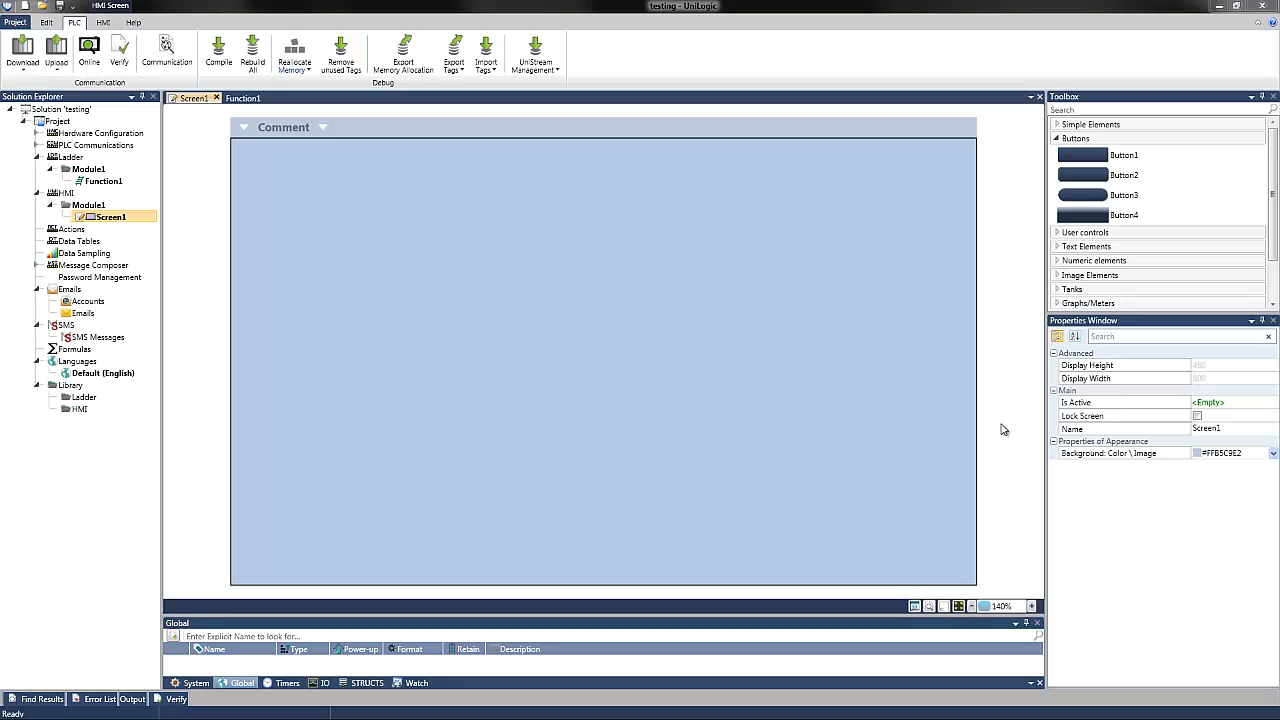 HMI Screen
testing - UniLogic
Project Edit PLC HMI Help
Download Upload Online Verify Communication Compile Rebuild All Reallocate Memory Remove unused Tags Export Memory Allocation Export Tags Import Tags UniStream Management
Communication Debug
Solution Explorer
Solution 'testing'
Project
Hardware Configuration
PLC Communications
Ladder
Module1
Function1
HMI
Module1
Screen1
Actions
Data Tables
Data Sampling
Message Composer
Password Management
Emails
Accounts
Emails
SMS
SMS Messages
Formulas
Languages
Default (English)
Library
Ladder
HMI
Screen1 Function1
Comment
140%
Global
Enter Explicit Name to look for...
Name Type Power-up Format Retain Description
System Global Timers IO STRUCTS Watch
Toolbox
Search
Simple Elements
Buttons
Button1
Button2
Button3
Button4
User controls
Text Elements
Numeric elements
Image Elements
Tanks
Graphs/Meters
Properties Window
Search
Advanced
Display Height 480
Display Width 800
Main
Is Active <Empty>
Lock Screen
Name Screen1
Properties of Appearance
Background: Color \ Image #FFB5C9E2
Find Results Error List Output Verify
Ready